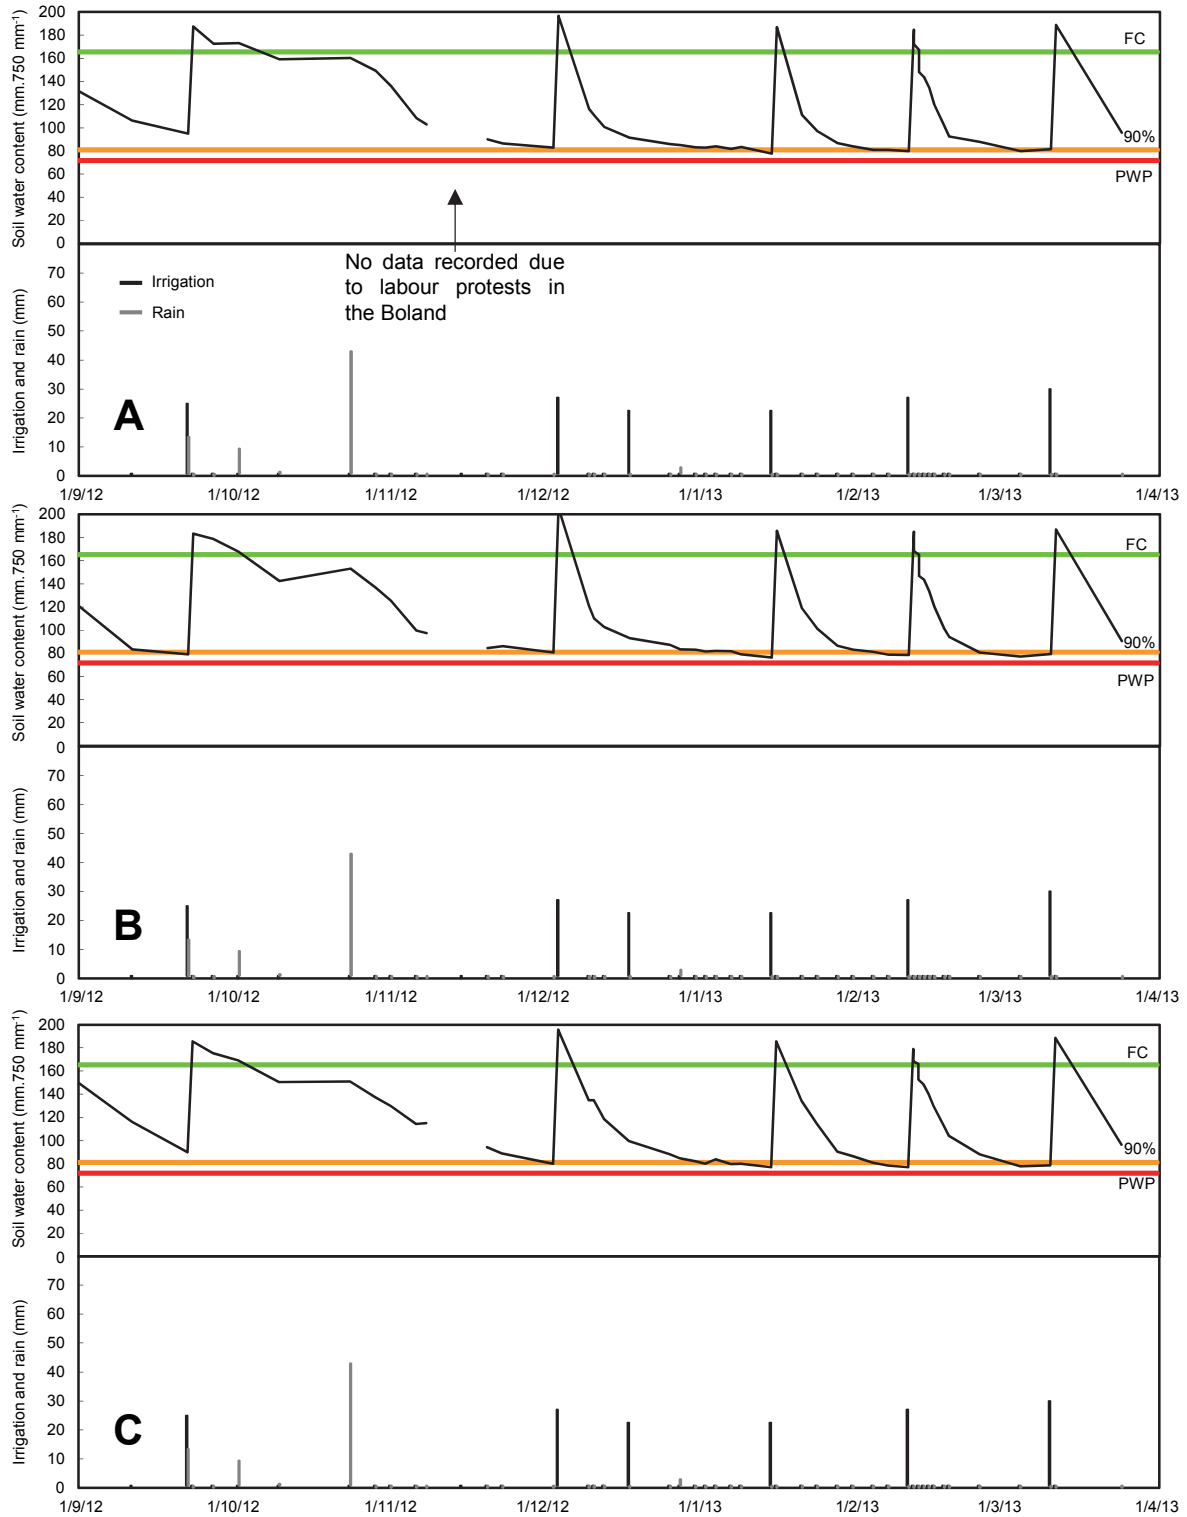 Soil water content (mm.750 mm⁻¹)
200
180
160
140
120
100
80
60
40
20
0
FC
90%
PWP
No data recorded due
to labour protests in
the Boland
Irrigation and rain (mm)
70
60
50
40
30
20
10
0
Irrigation
Rain
A
1/9/12 1/10/12 1/11/12 1/12/12 1/1/13 1/2/13 1/3/13 1/4/13
Soil water content (mm.750 mm⁻¹)
200
180
160
140
120
100
80
60
40
20
0
FC
90%
PWP
Irrigation and rain (mm)
70
60
50
40
30
20
10
0
B
1/9/12 1/10/12 1/11/12 1/12/12 1/1/13 1/2/13 1/3/13 1/4/13
Soil water content (mm.750 mm⁻¹)
200
180
160
140
120
100
80
60
40
20
0
FC
90%
PWP
Irrigation and rain (mm)
70
60
50
40
30
20
10
0
C
1/9/12 1/10/12 1/11/12 1/12/12 1/1/13 1/2/13 1/3/13 1/4/13